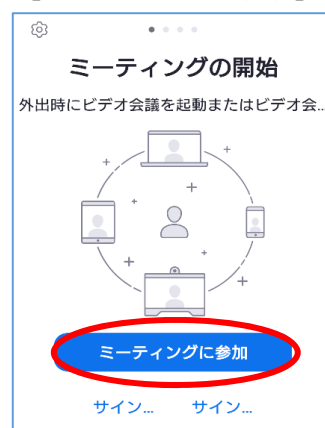 ミーティングの開始
外出時にビデオ会議を起動またはビデオ会...
ミーティングに参加
サイン... サイン...